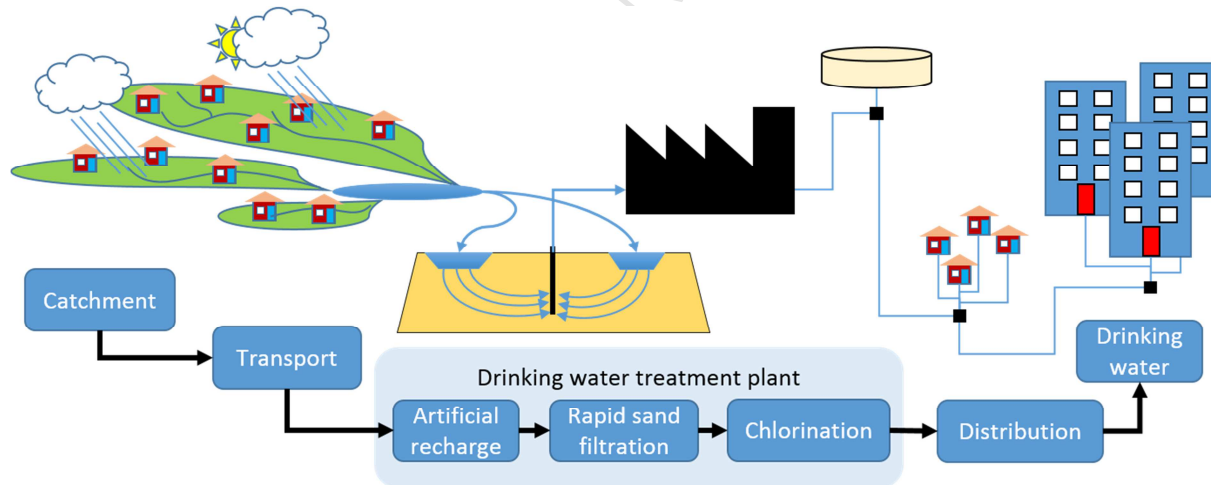 Catchment
Transport
Drinking water treatment plant
Artificial
recharge
Rapid sand
filtration
Chlorination
Distribution
Drinking
water